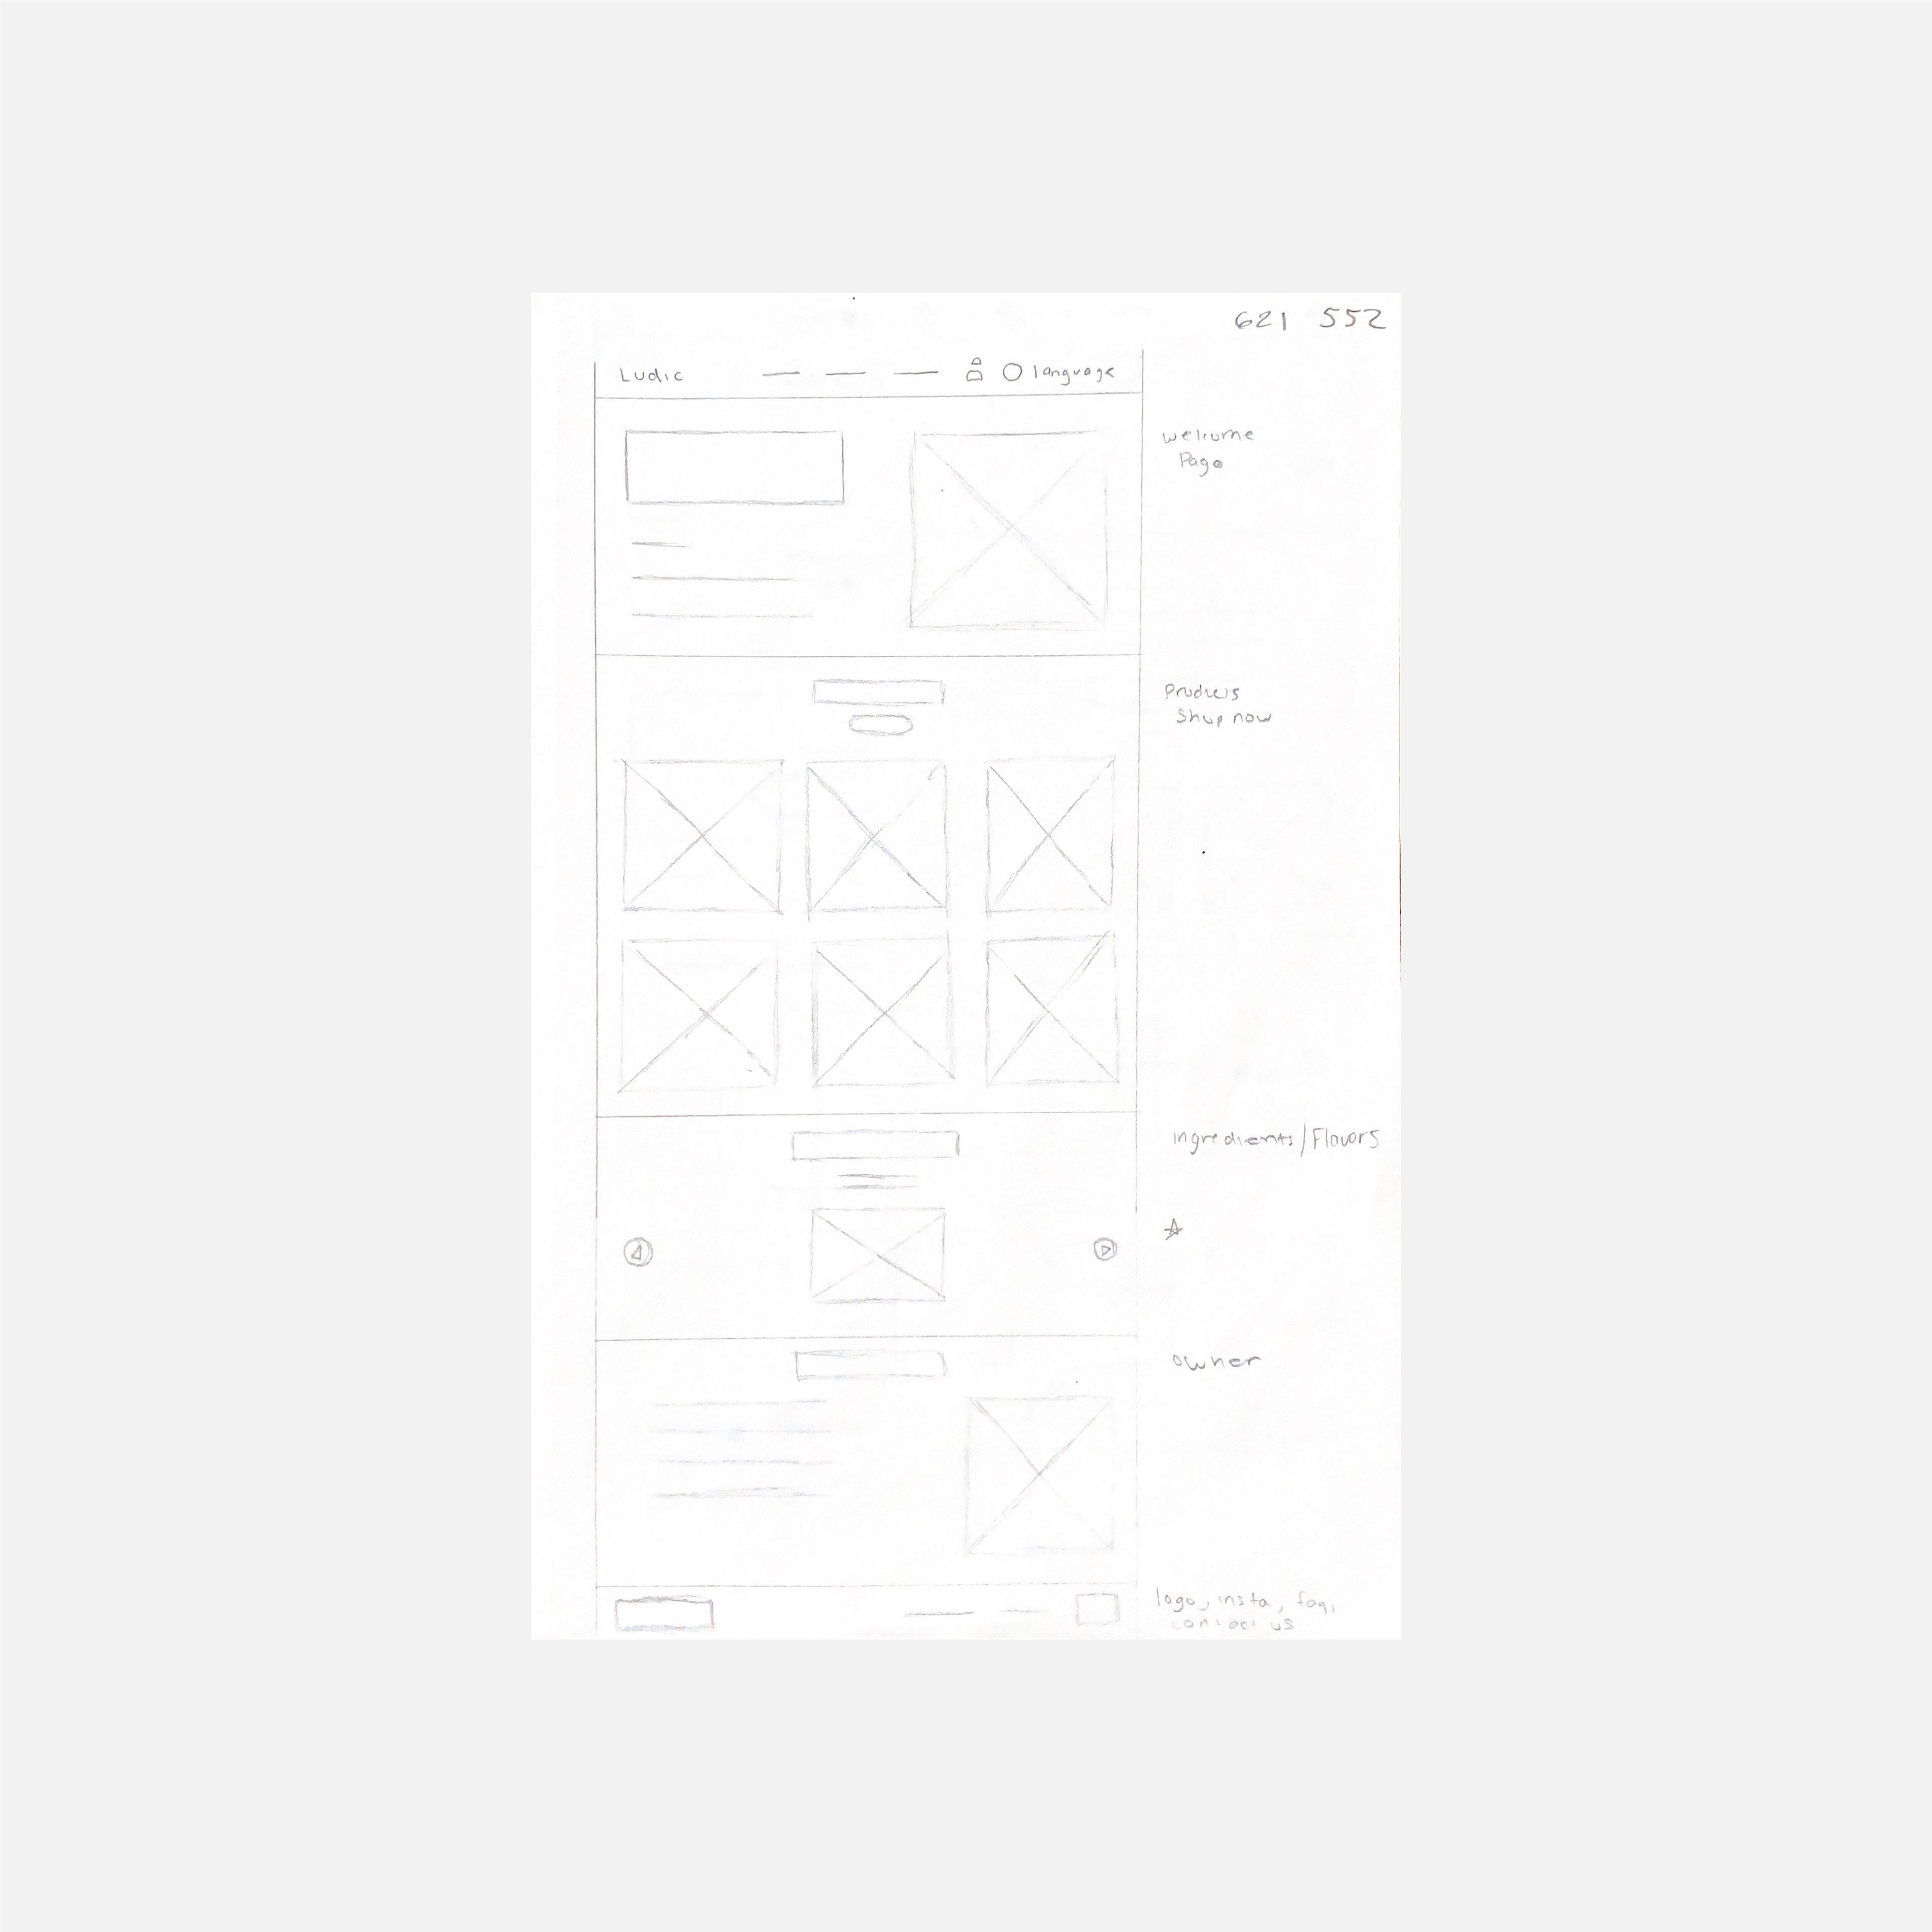 621 552
Ludic language
Welcome
Page
Products
Shop now
ingredients/Flavors
owner
logo, insta, faq,
contact us